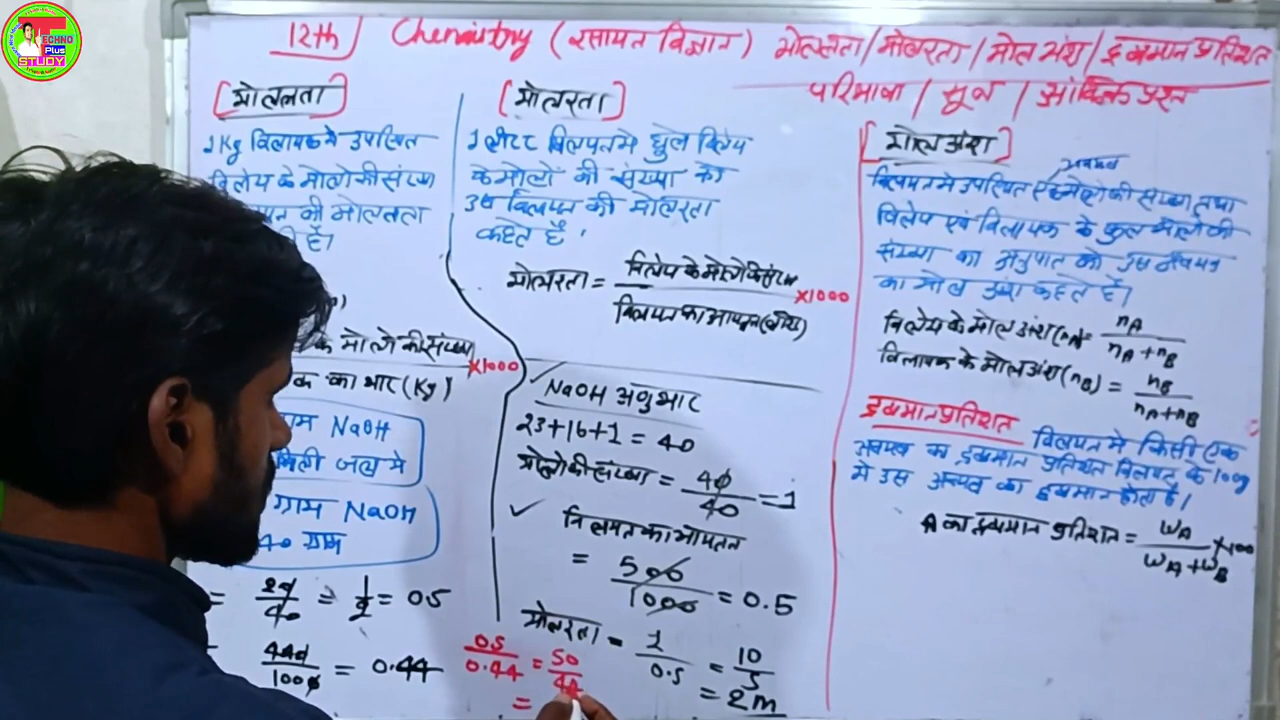 TECHNO
Plus
STUDY
12th Chemistry (रसायन विज्ञान) मोललता / मोलरता / मोल अंश / द्रव्यमान प्रतिशत
परिभाषा / सूत्र / आंकिक प्रश्न
[मोललता]
1 Kg विलायक मे उपस्थित
विलेय के मोलो की संख्या
की मोललता
है।
मोलो की संख्या ×1000
का भार (Kg)
ग्राम NaOH
मिली जल मे
ग्राम NaOH
40 ग्राम
= 20/40 = 1/2 = 0.5
440/1000 = 0.44
[मोलरता]
1 लीटर विलयन मे घुले विलेय
के मोलों की संख्या को
उस विलयन की मोलरता
कहते है।
मोलरता = विलेय के मोलो की संख्या ×1000
विलयन का आयतन (लीटर)
NaOH अणुभार
23+16+1 = 40
मोलो की संख्या = 40/40 = 1
विलयन का आयतन
= 500/1000 = 0.5
मोलरता = 1/0.5 = 10/5
= 2m
0.5/0.44 = 50/44
=
[मोल अंश]
अवयव
विलयन मे उपस्थित एक मोलो की संख्या तथा
विलेय एवं विलायक के कुल मोलो की
संख्या का अनुपात को उस अवयव
का मोल अंश कहते हैं।
विलेय के मोल अंश (nA) = nA/nA+nB
विलायक के मोल अंश (nB) = nB/nA+nB
द्रव्यमान प्रतिशत विलयन मे किसी एक
अवयव का द्रव्यमान प्रतिशत विलयन के 100g
मे उस अवयव का द्रव्यमान होता है।
A का द्रव्यमान प्रतिशत = WA/WA+WB ×100